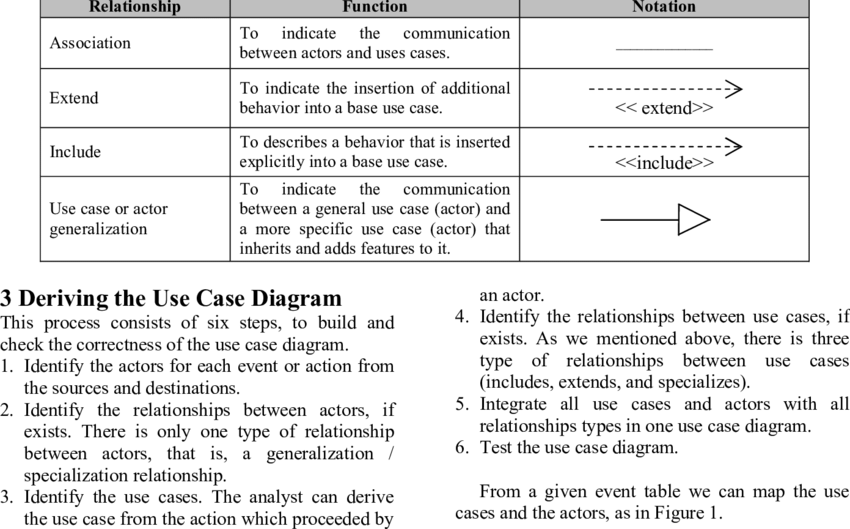 Relationship Function Notation
Association
To indicate the communication
between actors and uses cases.
Extend
To indicate the insertion of additional
behavior into a base use case.
<< extend>>
Include
To describes a behavior that is inserted
explicitly into a base use case.
<<include>>
Use case or actor
generalization
To indicate the communication
between a general use case (actor) and
a more specific use case (actor) that
inherits and adds features to it.
3 Deriving the Use Case Diagram
This process consists of six steps, to build and
check the correctness of the use case diagram.
1. Identify the actors for each event or action from
the sources and destinations.
2. Identify the relationships between actors, if
exists. There is only one type of relationship
between actors, that is, a generalization /
specialization relationship.
3. Identify the use cases. The analyst can derive
the use case from the action which proceeded by
an actor.
4. Identify the relationships between use cases, if
exists. As we mentioned above, there is three
type of relationships between use cases
(includes, extends, and specializes).
5. Integrate all use cases and actors with all
relationships types in one use case diagram.
6. Test the use case diagram.
From a given event table we can map the use
cases and the actors, as in Figure 1.